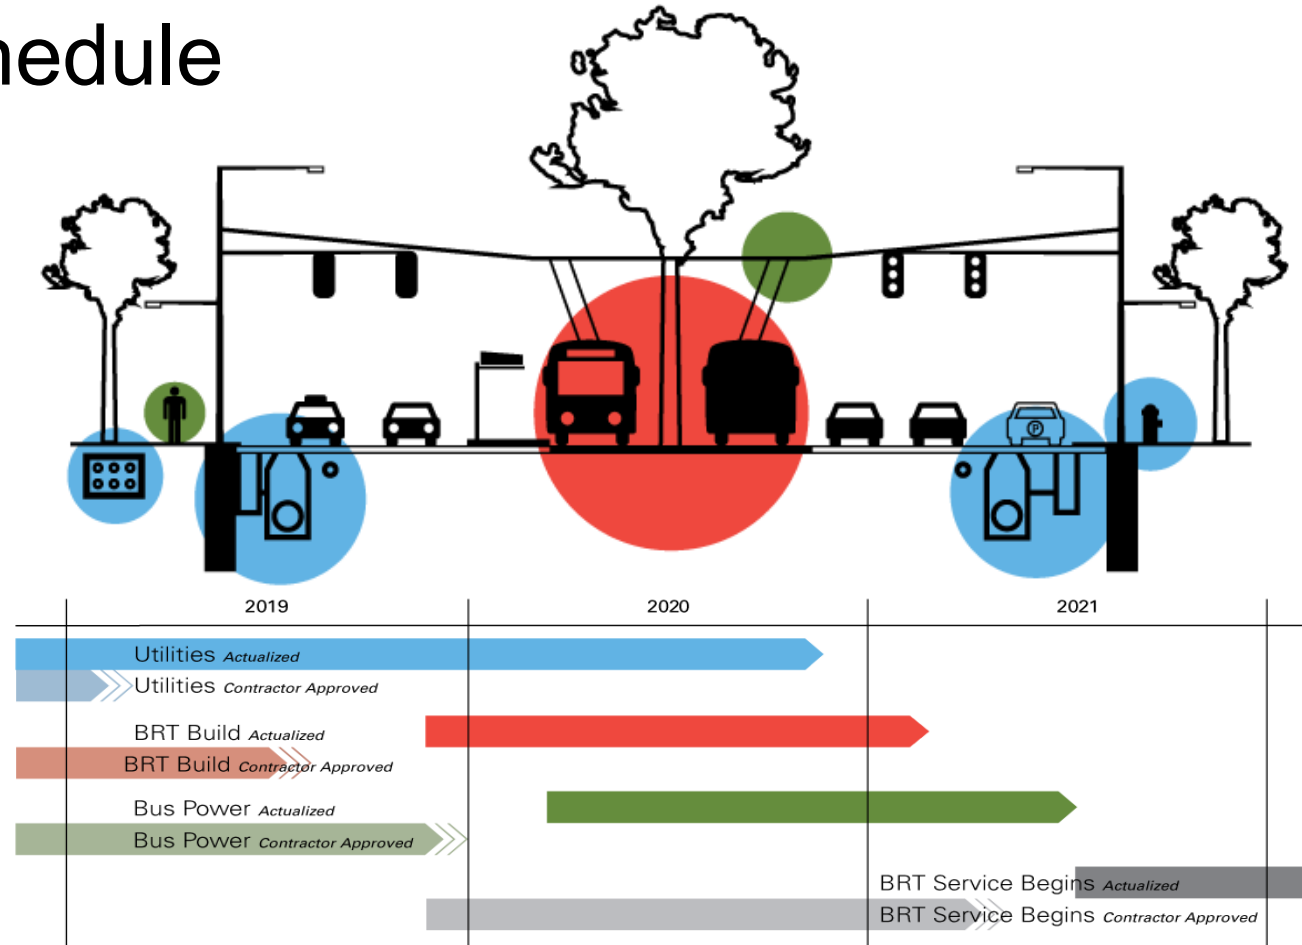 hedule
2019 2020 2021
Utilities Actualized
Utilities Contractor Approved
BRT Build Actualized
BRT Build Contractor Approved
Bus Power Actualized
Bus Power Contractor Approved
BRT Service Begins Actualized
BRT Service Begins Contractor Approved